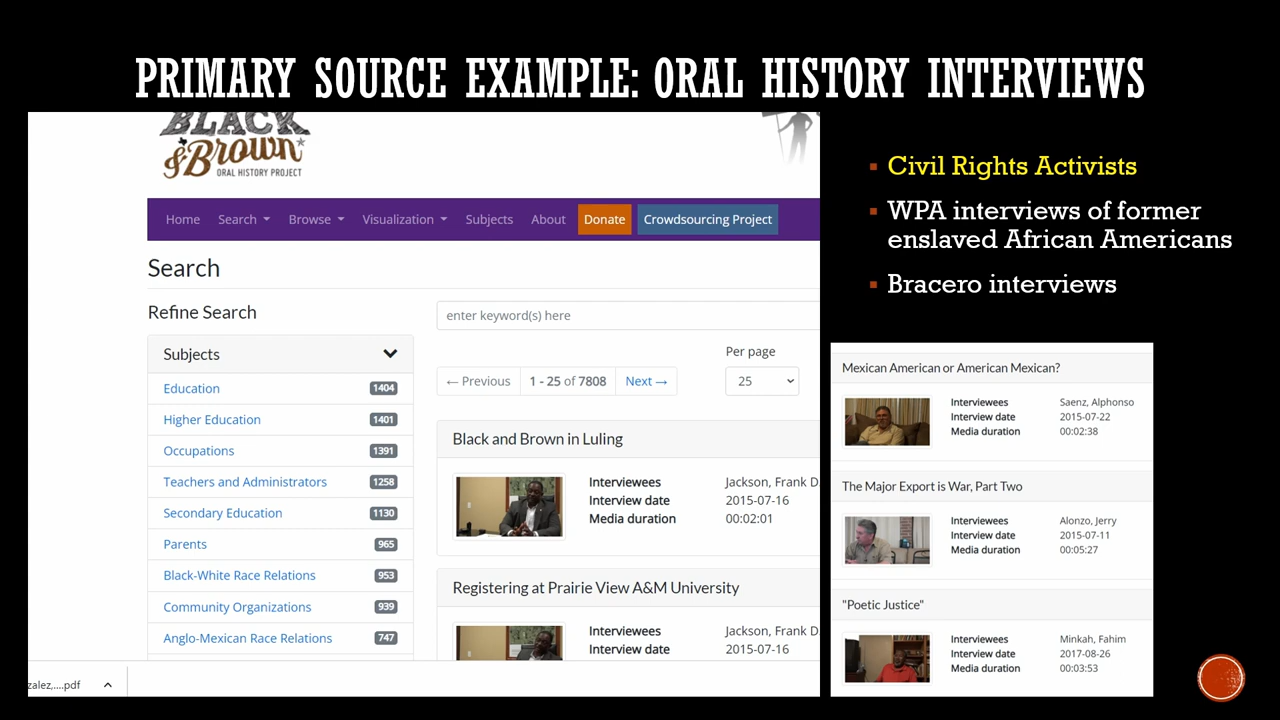 PRIMARY SOURCE EXAMPLE: ORAL HISTORY INTERVIEWS
BLACK
& Brown
ORAL HISTORY PROJECT
Home Search Browse Visualization Subjects About Donate Crowdsourcing Project
Search
Refine Search
enter keyword(s) here
Subjects
Education 1404
Higher Education 1401
Occupations 1391
Teachers and Administrators 1258
Secondary Education 1130
Parents 965
Black-White Race Relations 953
Community Organizations 939
Anglo-Mexican Race Relations 747
Per page
← Previous 1 - 25 of 7808 Next → 25
Black and Brown in Luling
Interviewees Jackson, Frank D.
Interview date 2015-07-16
Media duration 00:02:01
Registering at Prairie View A&M University
Interviewees Jackson, Frank D.
Interview date 2015-07-16
zalez,....pdf
Civil Rights Activists
WPA interviews of former
enslaved African Americans
Bracero interviews
Mexican American or American Mexican?
Interviewees Saenz, Alphonso
Interview date 2015-07-22
Media duration 00:02:38
The Major Export is War, Part Two
Interviewees Alonzo, Jerry
Interview date 2015-07-11
Media duration 00:05:27
"Poetic Justice"
Interviewees Minkah, Fahim
Interview date 2017-08-26
Media duration 00:03:53